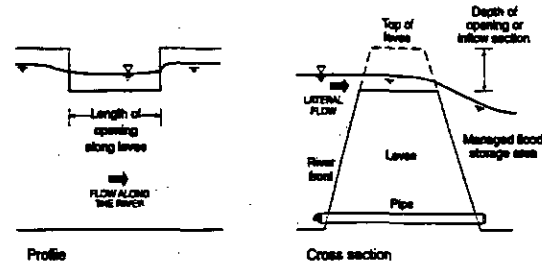 Length of
opening
along levee
FLOW ALONG
THE RIVER
Profile
Top of
levee
Depth of
opening or
inflow section
LATERAL
FLOW
River
front
Levee
Managed flood
storage area
Pipe
Cross section